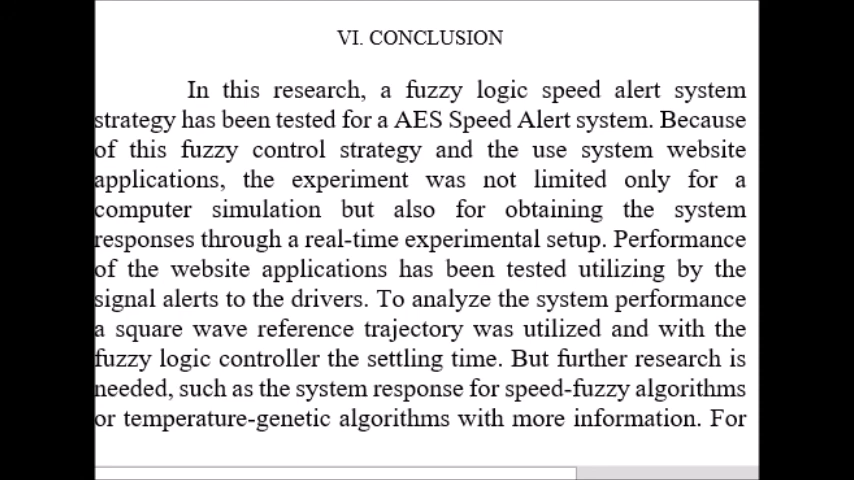 VI. CONCLUSION
In this research, a fuzzy logic speed alert system
strategy has been tested for a AES Speed Alert system. Because
of this fuzzy control strategy and the use system website
applications, the experiment was not limited only for a
computer simulation but also for obtaining the system
responses through a real-time experimental setup. Performance
of the website applications has been tested utilizing by the
signal alerts to the drivers. To analyze the system performance
a square wave reference trajectory was utilized and with the
fuzzy logic controller the settling time. But further research is
needed, such as the system response for speed-fuzzy algorithms
or temperature-genetic algorithms with more information. For